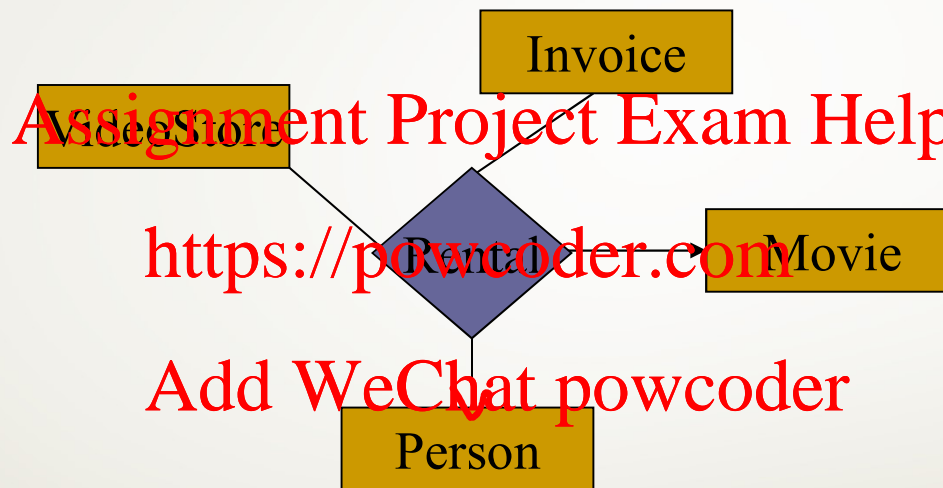 Invoice
Assignment Project Exam Help
VideoStore
https://powcoder.com
Rental
Movie
Add WeChat powcoder
Person